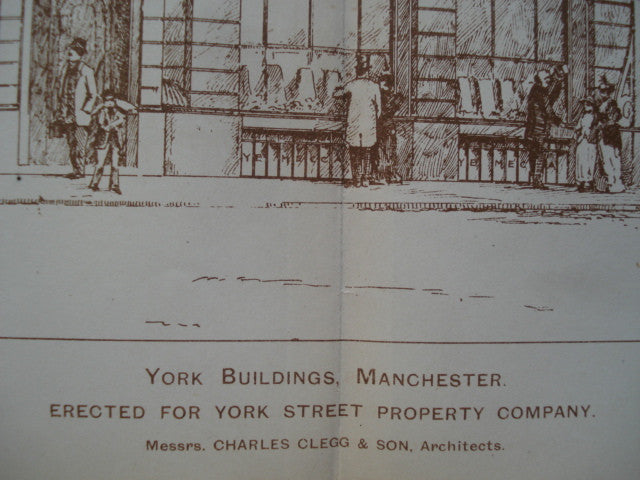 YORK BUILDINGS, MANCHESTER.
ERECTED FOR YORK STREET PROPERTY COMPANY.
Messrs. CHARLES CLEGG & SON, Architects.